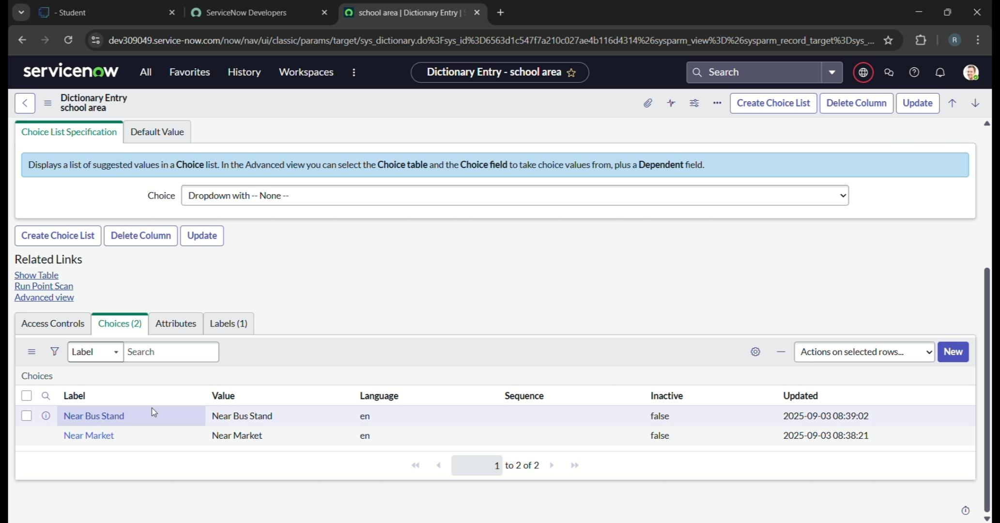 - Student
ServiceNow Developers
school area | Dictionary Entry |
dev309049.service-now.com/now/nav/ui/classic/params/target/sys_dictionary.do%3Fsys_id%3D6563d1c547f7a210c027ae4b116d4314%26sysparm_view%3D%26sysparm_record_target%3Dsys_...
R
servicenow
All
Favorites
History
Workspaces
Dictionary Entry - school area
Search
Dictionary Entry
school area
Create Choice List
Delete Column
Update
Choice List Specification
Default Value
Displays a list of suggested values in a Choice list. In the Advanced view you can select the Choice table and the Choice field to take choice values from, plus a Dependent field.
Choice
Dropdown with -- None --
Create Choice List
Delete Column
Update
Related Links
Show Table
Run Point Scan
Advanced view
Access Controls
Choices (2)
Attributes
Labels (1)
Label
Search
Actions on selected rows...
New
Choices
Label Value Language Sequence Inactive Updated
Near Bus Stand Near Bus Stand en false 2025-09-03 08:39:02
Near Market Near Market en false 2025-09-03 08:38:21
1 to 2 of 2